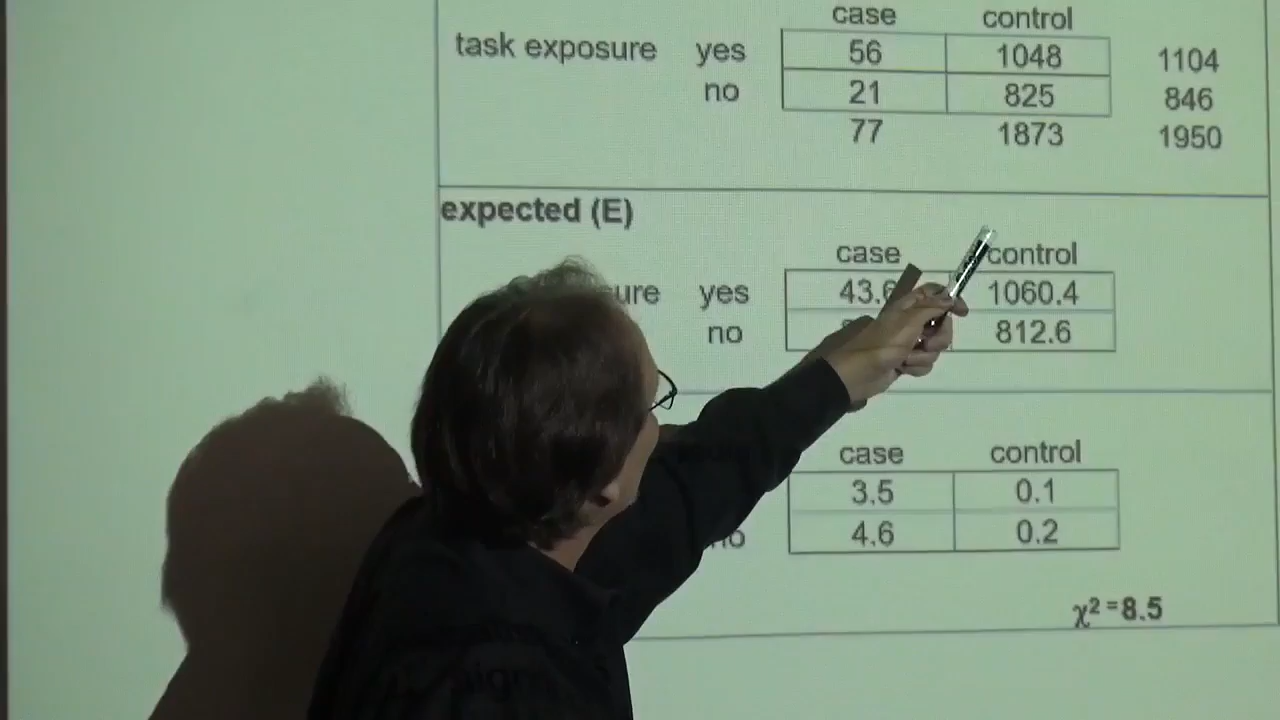 case control
task exposure yes 56 1048 1104
no 21 825 846
77 1873 1950
expected (E)
case control
yes 1060.4
no 812.6
case control
3.5 0.1
no 4.6 0.2
χ² = 8.5